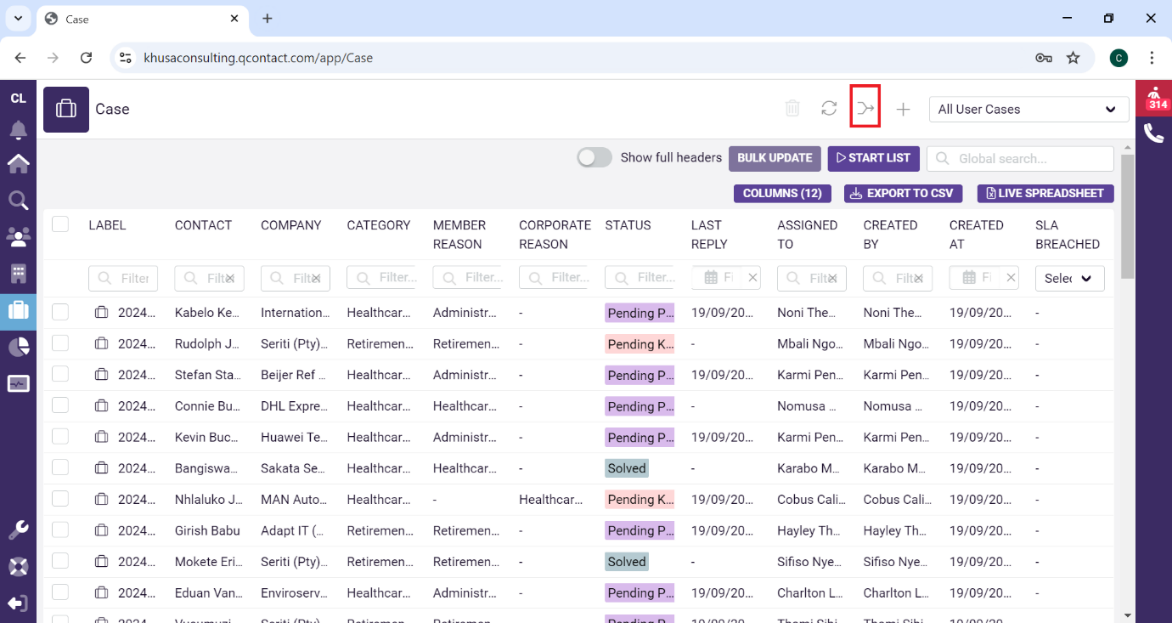 Case
khusaconsulting.qcontact.com/app/Case
C
CL
Case
All User Cases
314
Show full headers
BULK UPDATE
START LIST
Global search...
COLUMNS (12)
EXPORT TO CSV
LIVE SPREADSHEET
LABEL CONTACT COMPANY CATEGORY MEMBER REASON CORPORATE REASON STATUS LAST REPLY ASSIGNED TO CREATED BY CREATED AT SLA BREACHED
Filter Filte Filte Filter... Filter... Filter... Filter... Fi Filte Filte Fi Selec
2024... Kabelo Ke... Internation... Healthcar... Administr... - Pending P... 19/09/20... Noni The... Noni The... 19/09/20... -
2024... Rudolph J... Seriti (Pty)... Retiremen... Retiremen... - Pending K... 19/09/20... Mbali Ngo... Mbali Ngo... 19/09/20... -
2024... Stefan Sta... Beijer Ref ... Healthcar... Administr... - Pending P... 19/09/20... Karmi Pen... Karmi Pen... 19/09/20... -
2024... Connie Bu... DHL Expre... Healthcar... Healthcar... - Pending P... - Nomusa ... Nomusa ... 19/09/20... -
2024... Kevin Buc... Huawei Te... Healthcar... Administr... - Pending P... 19/09/20... Karmi Pen... Karmi Pen... 19/09/20... -
2024... Bangiswa... Sakata Se... Healthcar... Healthcar... - Solved - Karabo M... Karabo M... 19/09/20... -
2024... Nhlaluko J... MAN Auto... Healthcar... - Healthcar... Pending K... 19/09/20... Cobus Cali... Cobus Cali... 19/09/20... -
2024... Girish Babu Adapt IT (... Retiremen... Retiremen... - Pending P... 19/09/20... Hayley Th... Hayley Th... 19/09/20... -
2024... Mokete Eri... Seriti (Pty)... Retiremen... Retiremen... - Solved - Sifiso Nye... Sifiso Nye... 19/09/20... -
2024... Eduan Van... Enviroserv... Healthcar... Administr... - Pending P... 19/09/20... Charlton L... Charlton L... 19/09/20... -